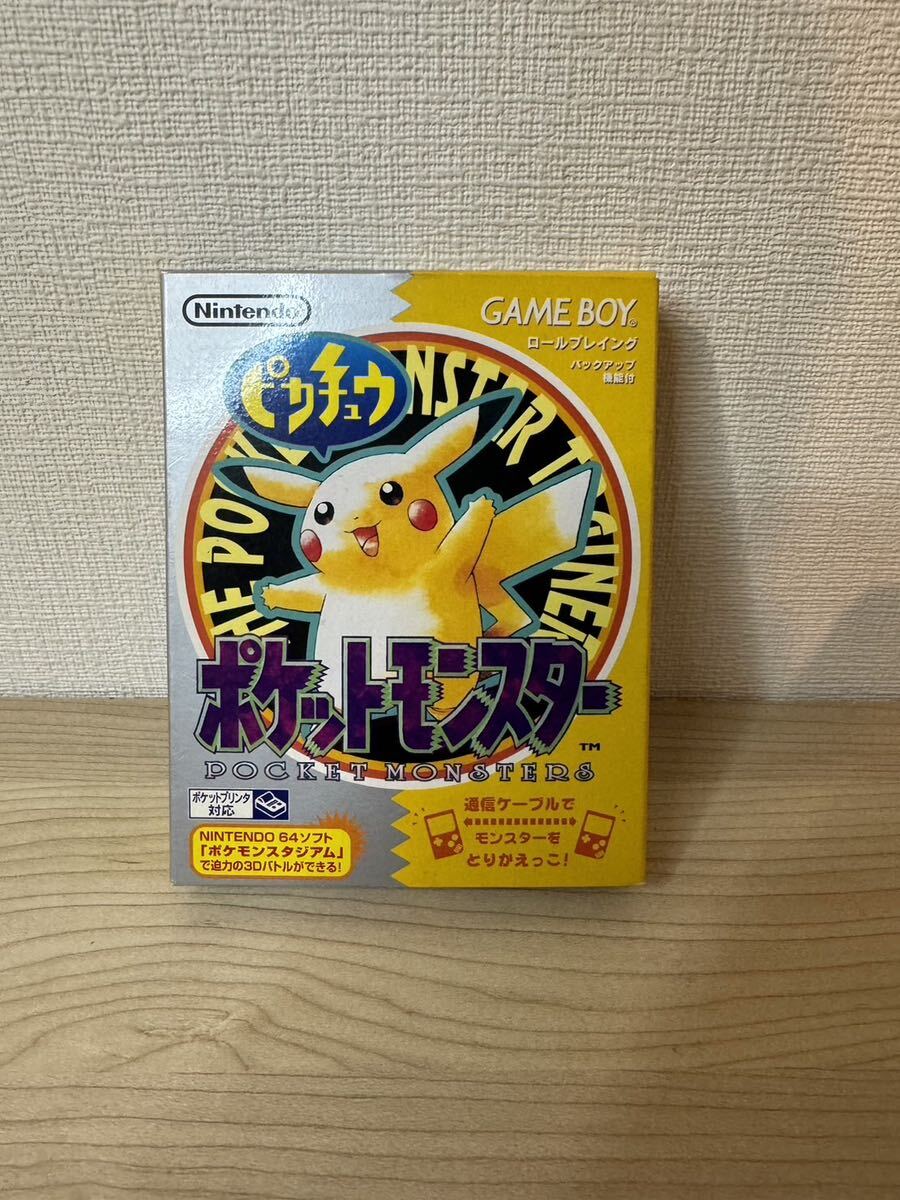 Nintendo
GAME BOY
ロールプレイング
バックアップ
機能付
ピカチュウ
ポケットモンスター
TM
POCKET MONSTERS
ポケットプリンタ
対応
NINTENDO 64ソフト
「ポケモンスタジアム」
で迫力の3Dバトルができる!
通信ケーブルで
モンスターを
とりかえっこ!